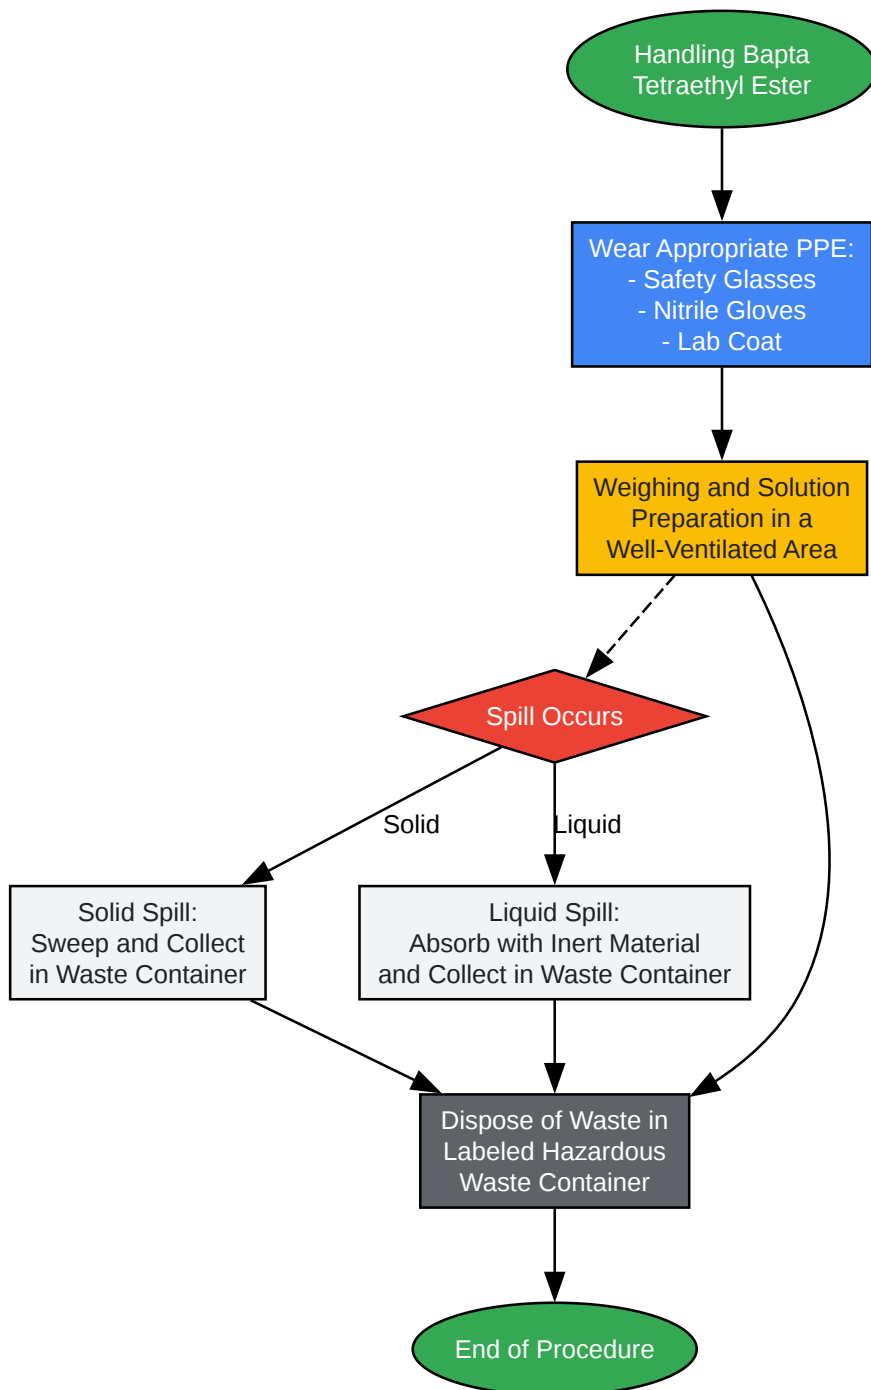 Handling Bapta
Tetraethyl Ester
Wear Appropriate PPE:
- Safety Glasses
- Nitrile Gloves
- Lab Coat
Weighing and Solution
Preparation in a
Well-Ventilated Area
Spill Occurs
Solid
Liquid
Solid Spill:
Sweep and Collect
in Waste Container
Liquid Spill:
Absorb with Inert Material
and Collect in Waste Container
Dispose of Waste in
Labeled Hazardous
Waste Container
End of Procedure